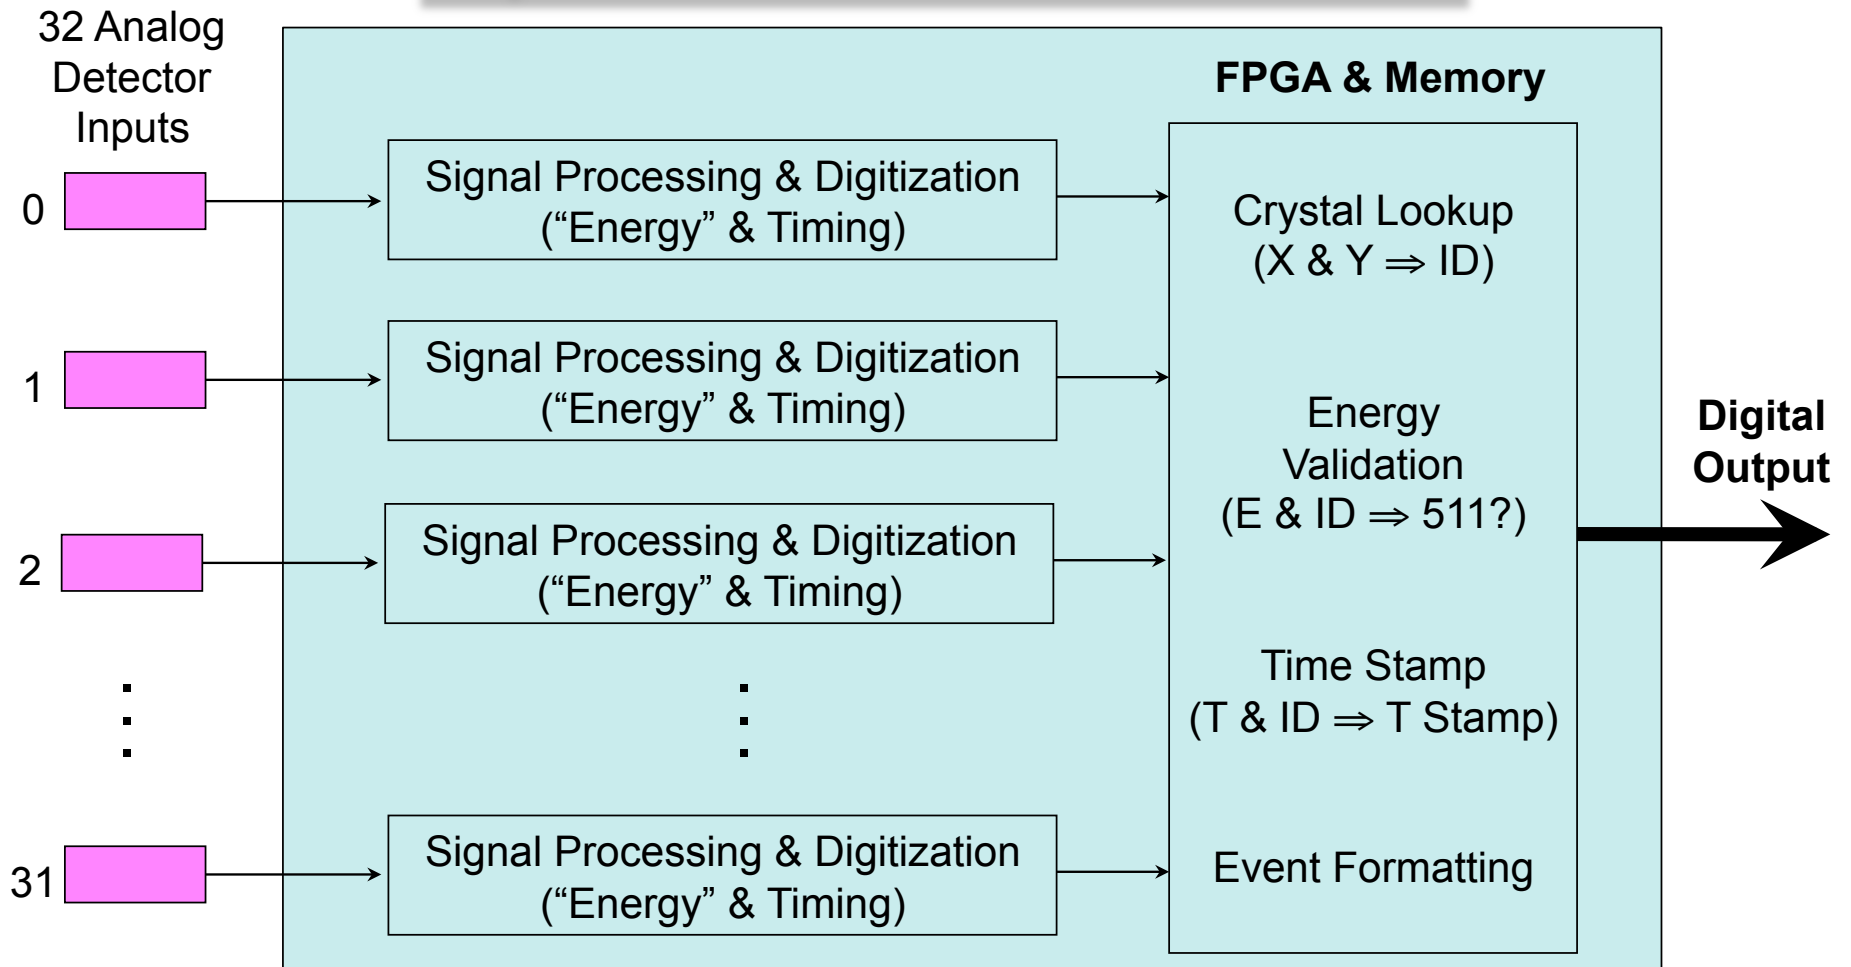 32 Analog
Detector
Inputs
FPGA & Memory
0
Signal Processing & Digitization
(“Energy” & Timing)
1
Signal Processing & Digitization
(“Energy” & Timing)
2
Signal Processing & Digitization
(“Energy” & Timing)
31
Signal Processing & Digitization
(“Energy” & Timing)
Crystal Lookup
(X & Y ⇒ ID)
Energy
Validation
(E & ID ⇒ 511?)
Time Stamp
(T & ID ⇒ T Stamp)
Event Formatting
Digital
Output